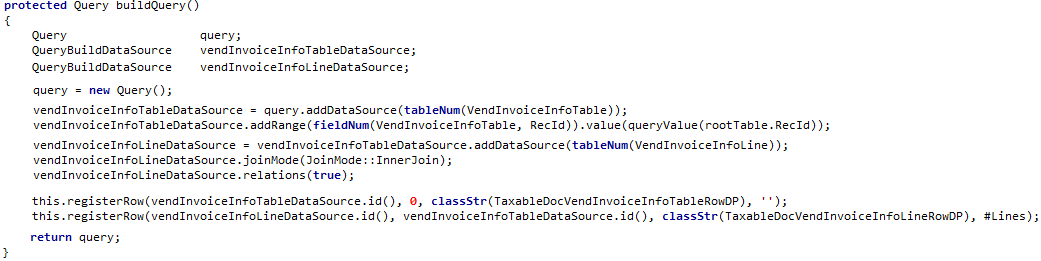 protected Query buildQuery()
{
    Query                   query;
    QueryBuildDataSource    vendInvoiceInfoTableDataSource;
    QueryBuildDataSource    vendInvoiceInfoLineDataSource;
    query = new Query();
    vendInvoiceInfoTableDataSource = query.addDataSource(tableNum(VendInvoiceInfoTable));
    vendInvoiceInfoTableDataSource.addRange(fieldNum(VendInvoiceInfoTable, RecId)).value(queryValue(rootTable.RecId));
    vendInvoiceInfoLineDataSource = vendInvoiceInfoTableDataSource.addDataSource(tableNum(VendInvoiceInfoLine));
    vendInvoiceInfoLineDataSource.joinMode(JoinMode::InnerJoin);
    vendInvoiceInfoLineDataSource.relations(true);
    this.registerRow(vendInvoiceInfoTableDataSource.id(), 0, classStr(TaxableDocVendInvoiceInfoTableRowDP), '');
    this.registerRow(vendInvoiceInfoLineDataSource.id(), vendInvoiceInfoTableDataSource.id(), classStr(TaxableDocVendInvoiceInfoLineRowDP), #Lines);
    return query;
}